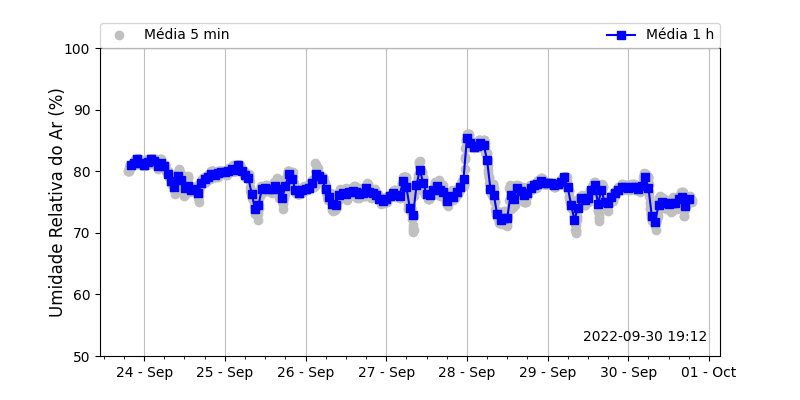 Média 5 min
Média 1 h
Umidade Relativa do Ar (%)
100
90
80
70
60
50
2022-09-30 19:12
24 - Sep
25 - Sep
26 - Sep
27 - Sep
28 - Sep
29 - Sep
30 - Sep
01 - Oct